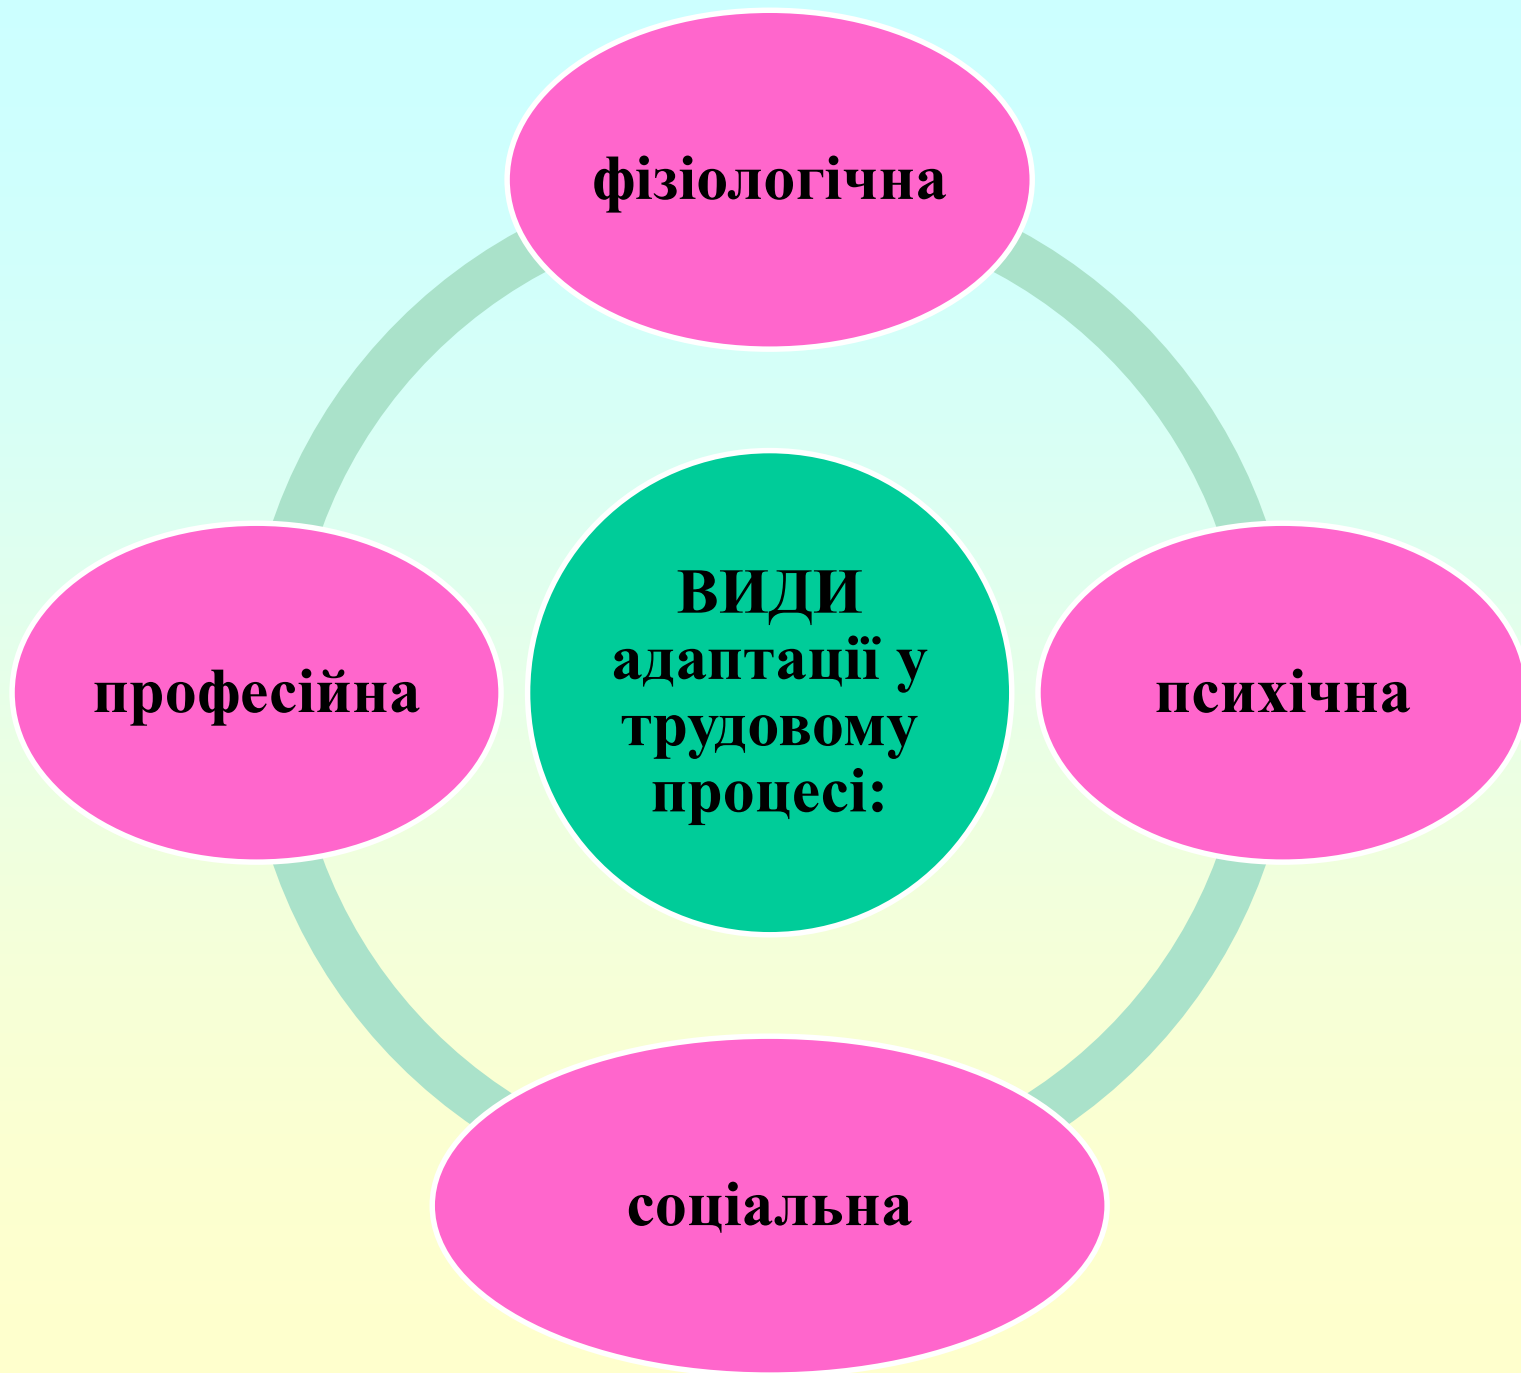 фізіологічна
ВИДИ
адаптації у
трудовому
процесі:
професійна
психічна
соціальна